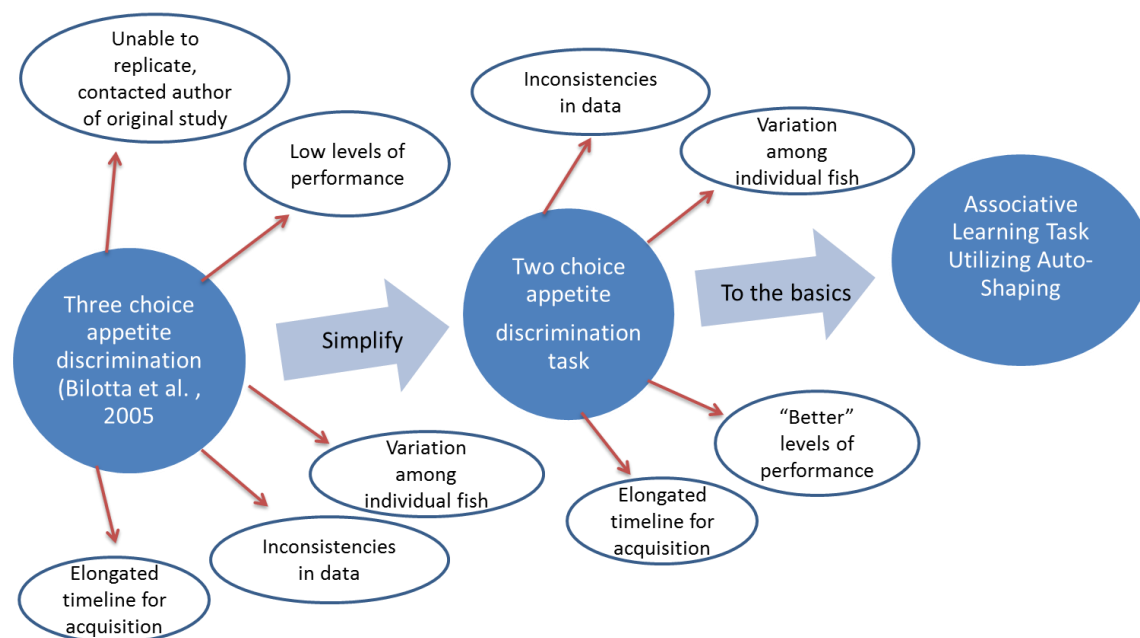 Unable to
replicate,
contacted author
of original study
Low levels of
performance
Three choice
appetite
discrimination
(Bilotta et al. ,
2005
Variation
among
individual fish
Inconsistencies
in data
Elongated
timeline for
acquisition
Simplify
Inconsistencies
in data
Variation
among
individual fish
Two choice
appetite
discrimination
task
“Better”
levels of
performance
Elongated
timeline for
acquisition
To the basics
Associative
Learning Task
Utilizing Auto-
Shaping